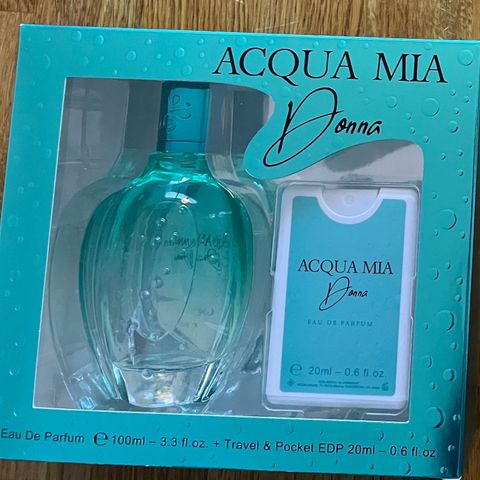 ACQUA MIA
Donna
ACQUA MIA
Donna
EAU DE PARFUM
℮ 20ml – 0.6 fl.oz.
Eau De Parfum ℮ 100ml – 3.3 fl.oz. + Travel & Pocket EDP 20ml – 0.6 fl.oz.